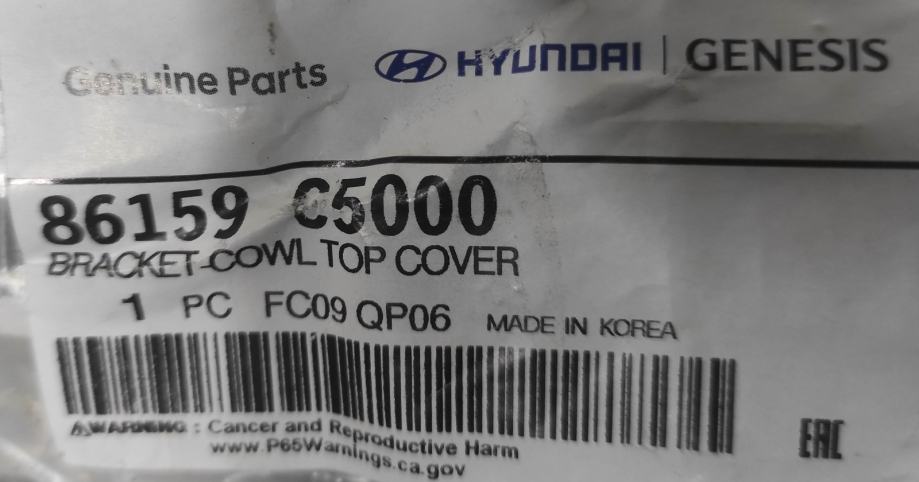 Genuine Parts HYUNDAI | GENESIS
86159 C5000
BRACKET-COWL TOP COVER
1 PC FC09 QP06 MADE IN KOREA
⚠WARNING : Cancer and Reproductive Harm
www.P65Warnings.ca.gov
EAC